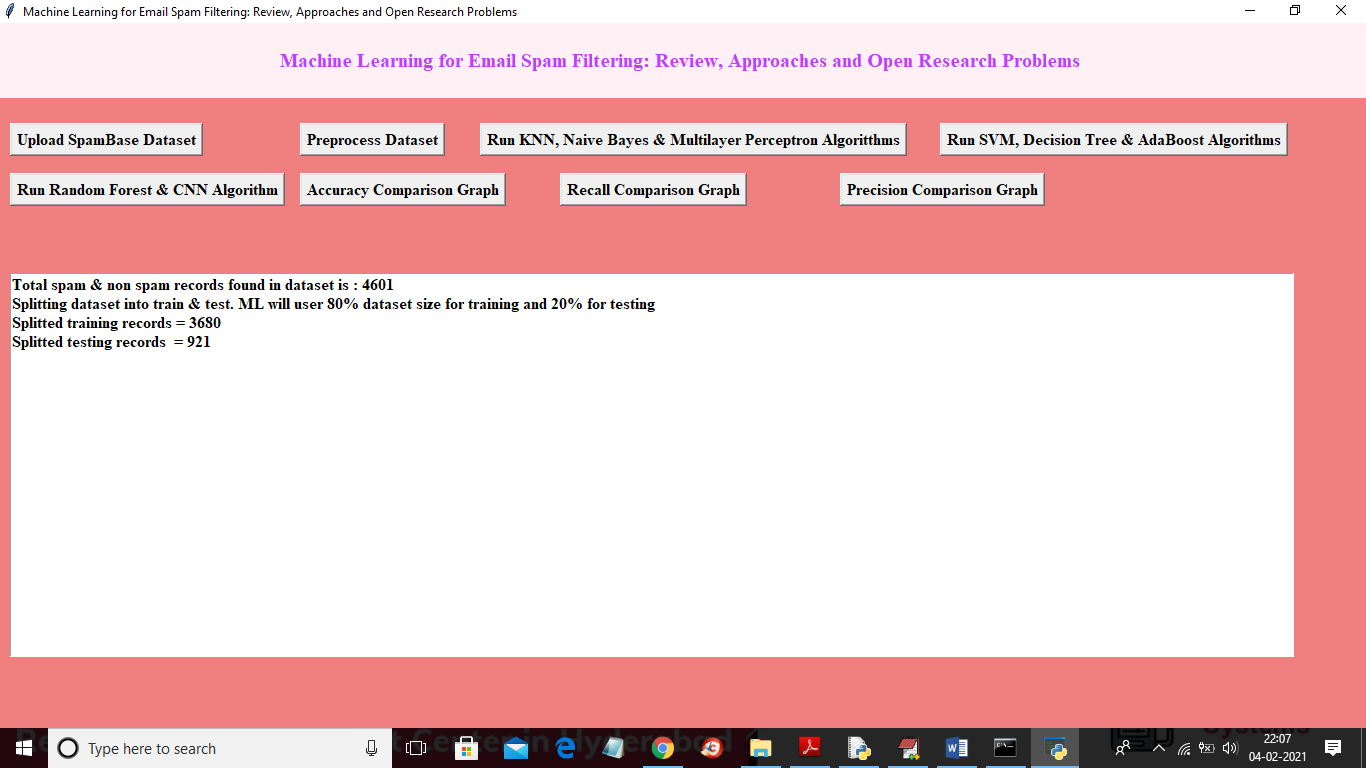 Machine Learning for Email Spam Filtering: Review, Approaches and Open Research Problems
Machine Learning for Email Spam Filtering: Review, Approaches and Open Research Problems
Upload SpamBase Dataset
Preprocess Dataset
Run KNN, Naive Bayes & Multilayer Perceptron Algoritthms
Run SVM, Decision Tree & AdaBoost Algorithms
Run Random Forest & CNN Algorithm
Accuracy Comparison Graph
Recall Comparison Graph
Precision Comparison Graph
Total spam & non spam records found in dataset is : 4601
Splitting dataset into train & test. ML will user 80% dataset size for training and 20% for testing
Splitted training records = 3680
Splitted testing records  = 921
Type here to search
22:07
04-02-2021